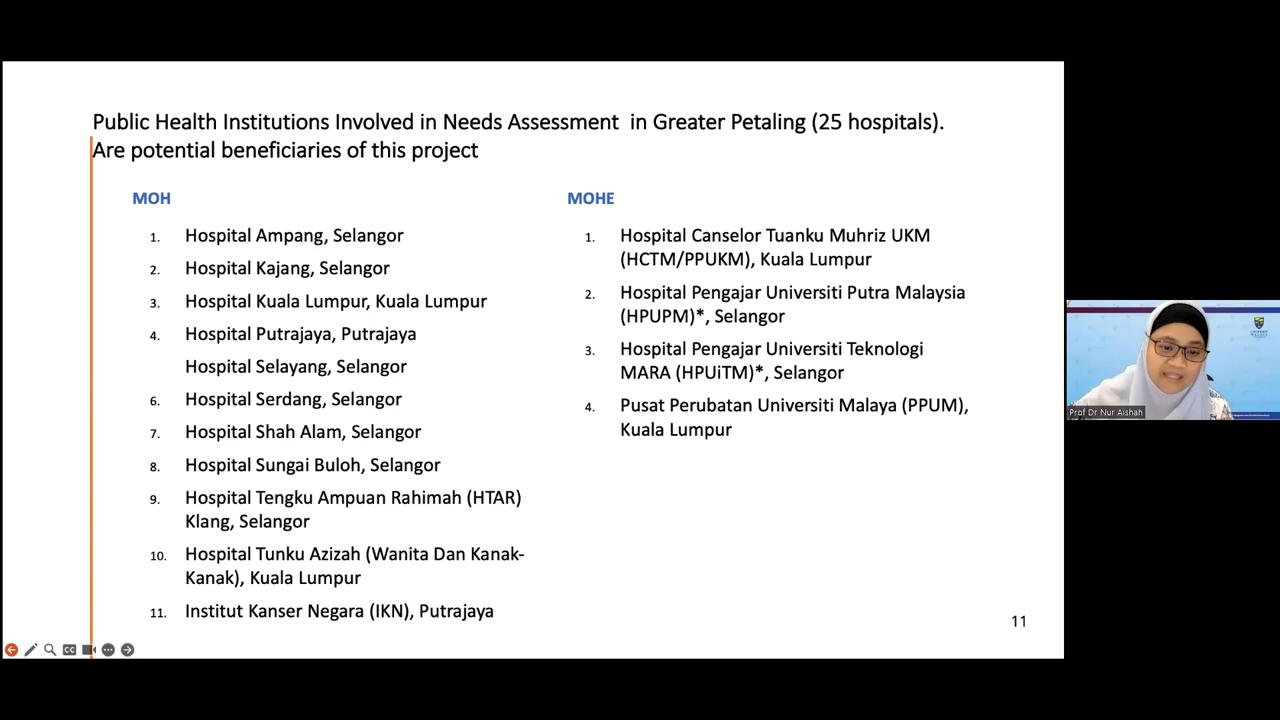 Public Health Institutions Involved in Needs Assessment in Greater Petaling (25 hospitals).
Are potential beneficiaries of this project
MOH
1. Hospital Ampang, Selangor
2. Hospital Kajang, Selangor
3. Hospital Kuala Lumpur, Kuala Lumpur
4. Hospital Putrajaya, Putrajaya
Hospital Selayang, Selangor
6. Hospital Serdang, Selangor
7. Hospital Shah Alam, Selangor
8. Hospital Sungai Buloh, Selangor
9. Hospital Tengku Ampuan Rahimah (HTAR)
Klang, Selangor
10. Hospital Tunku Azizah (Wanita Dan Kanak-
Kanak), Kuala Lumpur
11. Institut Kanser Negara (IKN), Putrajaya
MOHE
1. Hospital Canselor Tuanku Muhriz UKM
(HCTM/PPUKM), Kuala Lumpur
2. Hospital Pengajar Universiti Putra Malaysia
(HPUPM)*, Selangor
3. Hospital Pengajar Universiti Teknologi
MARA (HPUiTM)*, Selangor
4. Pusat Perubatan Universiti Malaya (PPUM),
Kuala Lumpur
11
CC
Prof Dr Nur Aishah